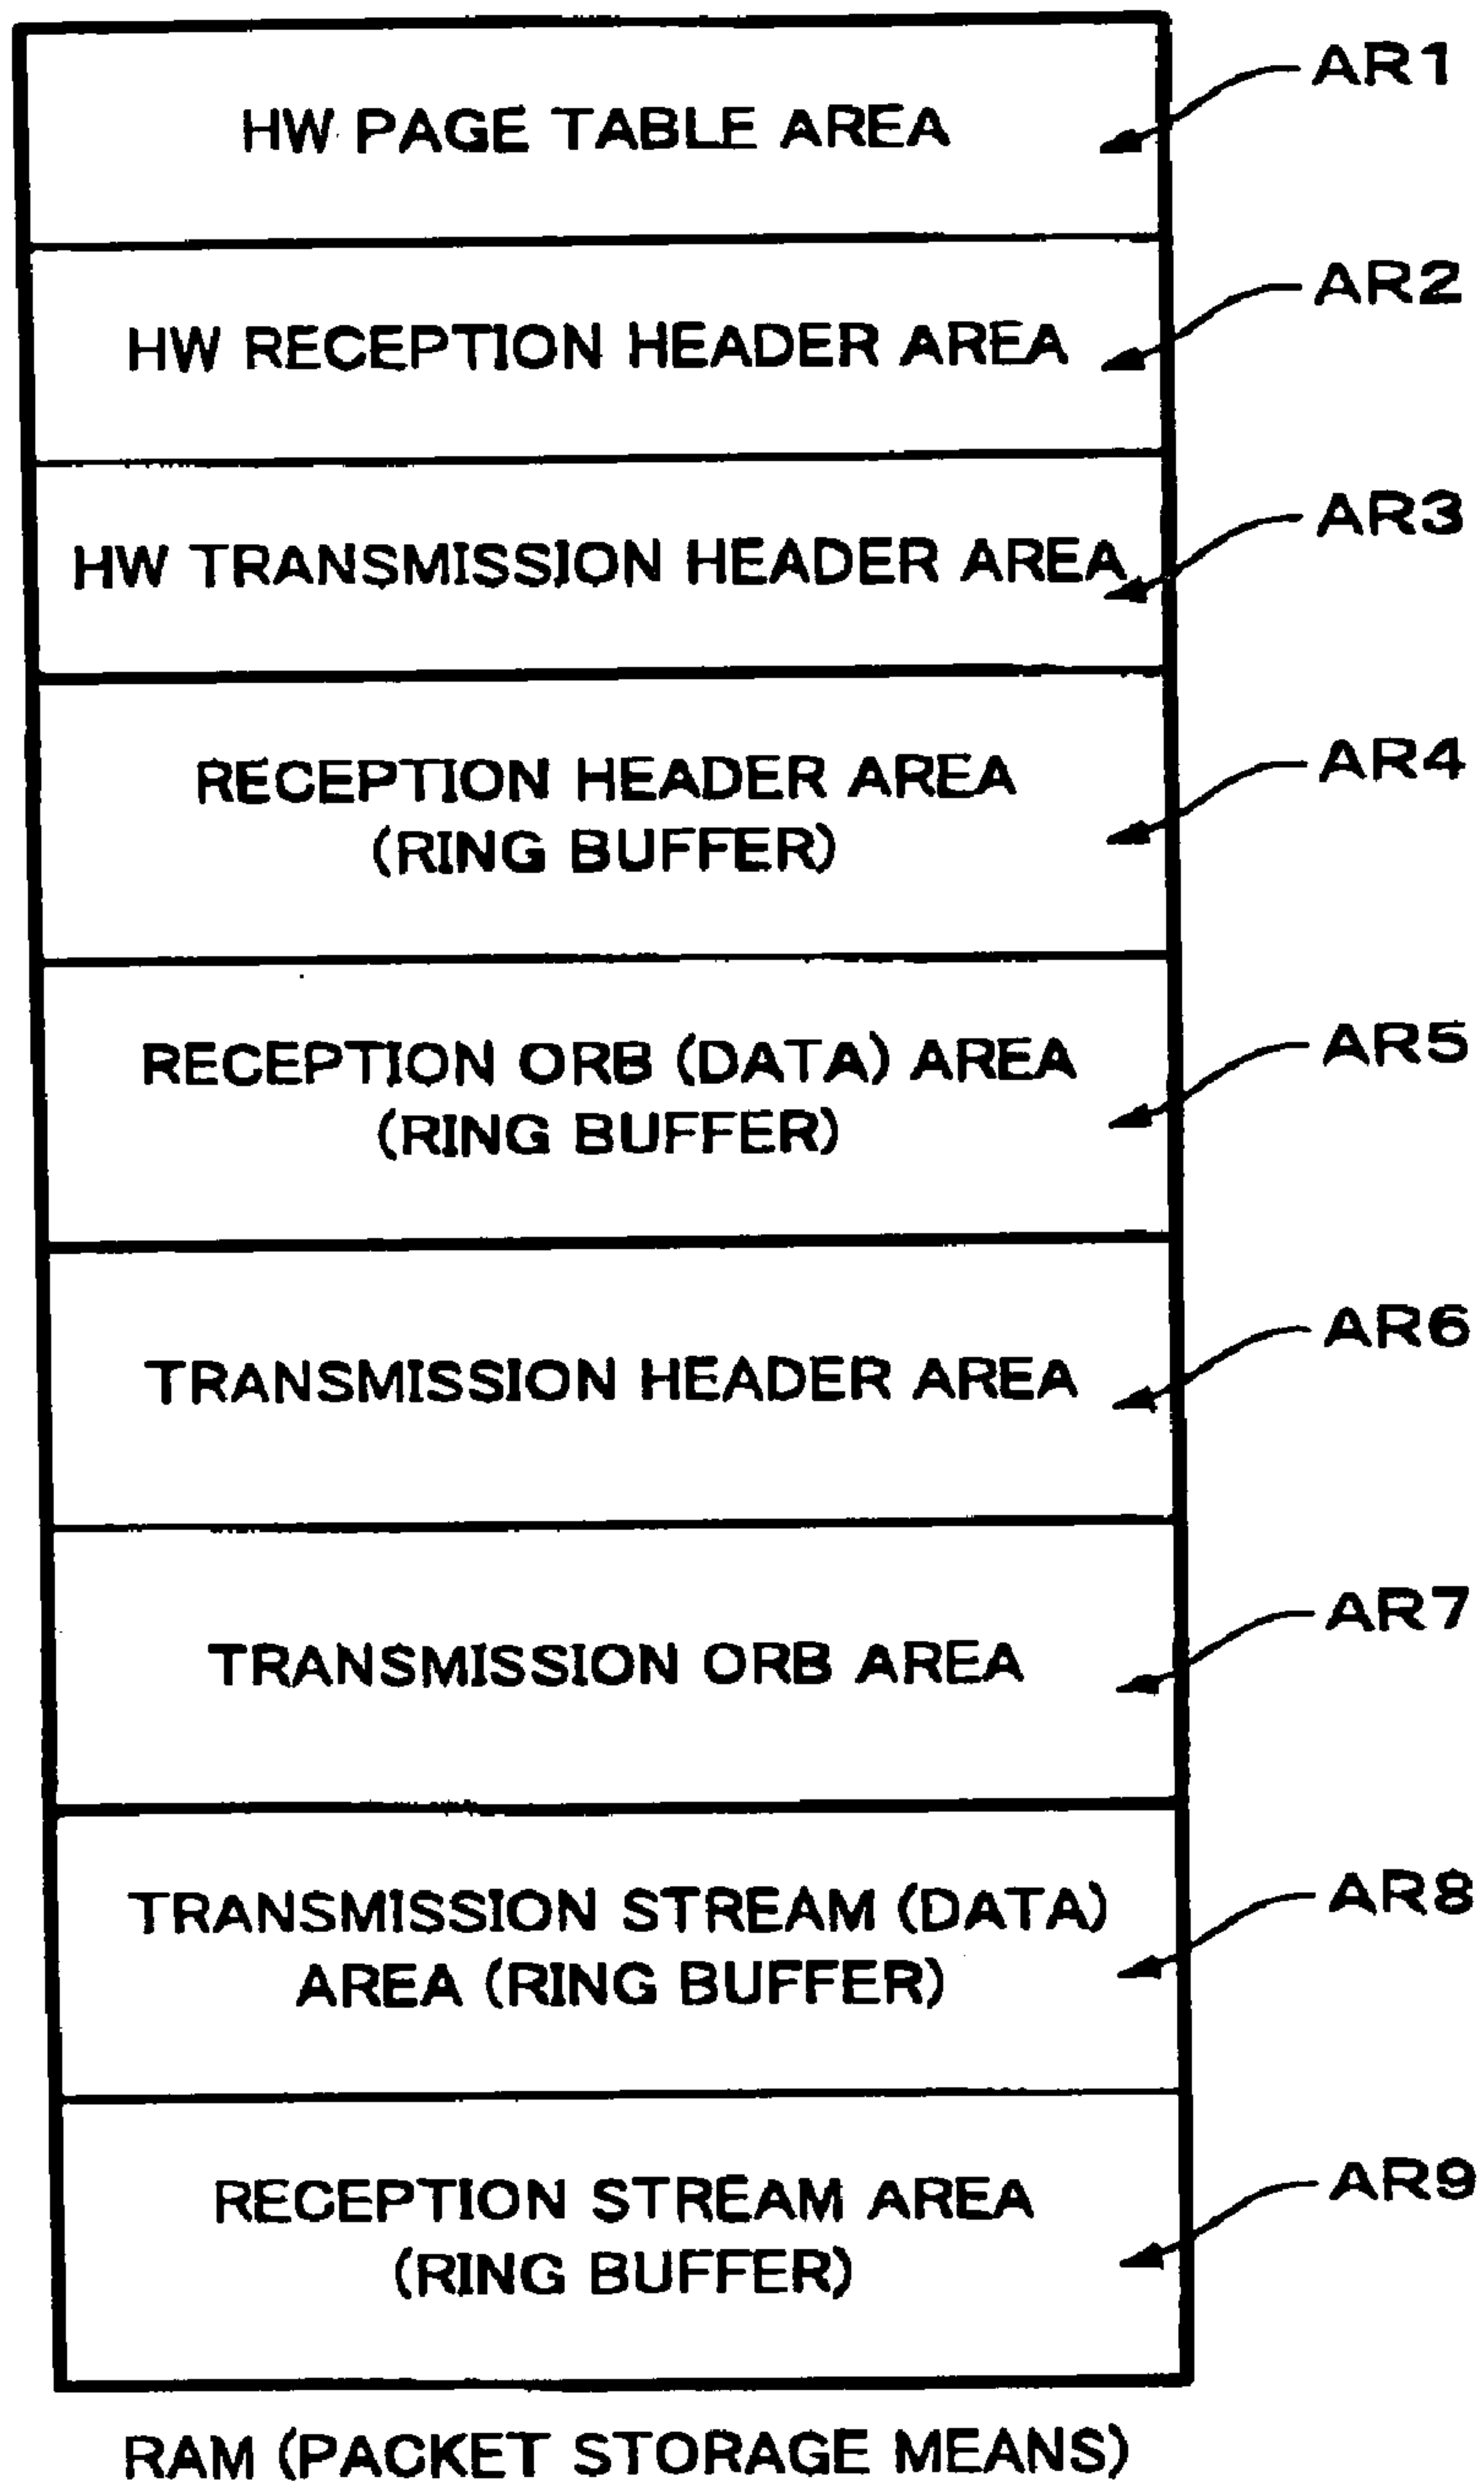 HW PAGE TABLE AREA
AR1
HW RECEPTION HEADER AREA
AR2
HW TRANSMISSION HEADER AREA
AR3
RECEPTION HEADER AREA
(RING BUFFER)
AR4
RECEPTION ORB (DATA) AREA
(RING BUFFER)
AR5
TRANSMISSION HEADER AREA
AR6
TRANSMISSION ORB AREA
AR7
TRANSMISSION STREAM (DATA)
AREA (RING BUFFER)
AR8
RECEPTION STREAM AREA
(RING BUFFER)
AR9
RAM (PACKET STORAGE MEANS)